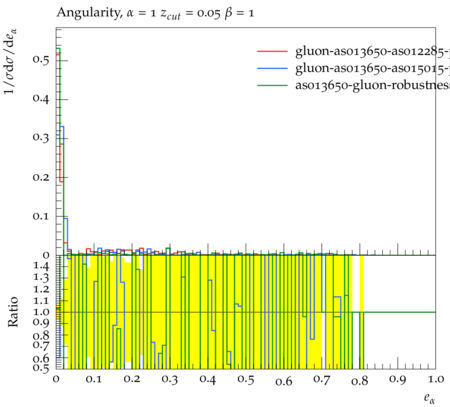 Angularity, α = 1 z_cut = 0.05 β = 1
1/σdσ/de_α
gluon-as013650-as012285-
gluon-as013650-as015015-
as013650-gluon-robustness
0.5
0.4
0.3
0.2
0.1
0
Ratio
1.4
1.3
1.2
1.1
1.0
0.9
0.8
0.7
0.6
0.5
0 0.1 0.2 0.3 0.4 0.5 0.6 0.7 0.8 0.9 1.0
e_α